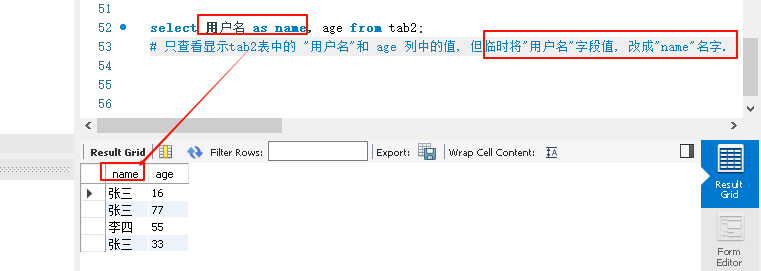 51
52 select 用户名 as name, age from tab2;
53 # 只查看显示tab2表中的 "用户名"和 age 列中的值, 但临时将"用户名"字段值, 改成"name"名字.
54
55
56
Result Grid Filter Rows: Export: Wrap Cell Content: IA
name age
张三 16
张三 77
李四 55
张三 33
Result
Grid
Form
Editor